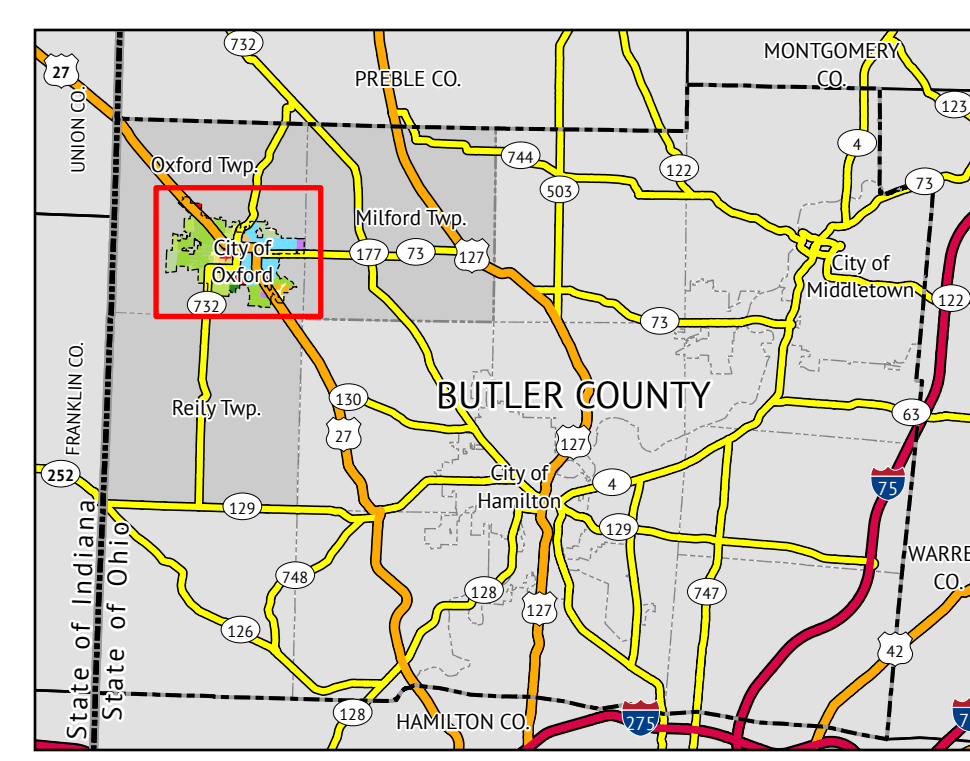 732
MONTGOMERY
CO.
27
PREBLE CO.
UNION CO.
123
4
744
Oxford Twp.
122
503
73
Milford Twp.
City of
Oxford
177
73
127
City of
Middletown
732
122
73
FRANKLIN CO.
BUTLER COUNTY
130
Reily Twp.
63
27
127
252
City of
Hamilton
4
75
129
129
State of Indiana
State of Ohio
WARRE
CO.
748
128
747
127
126
42
128
HAMILTON CO.
275
7